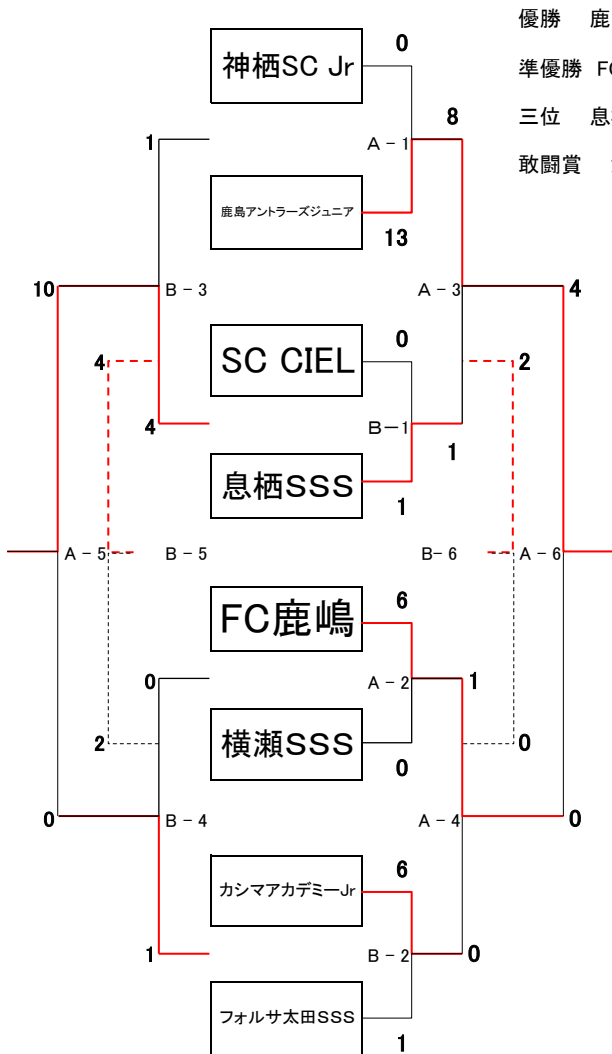 優勝 鹿
準優勝 FC
三位 息
敢闘賞
神栖SC Jr
0
8
1
A-1
鹿島アントラーズジュニア
13
10
B-3
A-3
4
SC CIEL
0
4
2
4
B-1
1
息栖SSS
1
A-5
B-5
B-6
A-6
FC鹿嶋
6
0
A-2
1
横瀬SSS
2
0
0
0
B-4
A-4
0
カシマアカデミーJr
6
1
B-2
0
フォルサ太田SSS
1